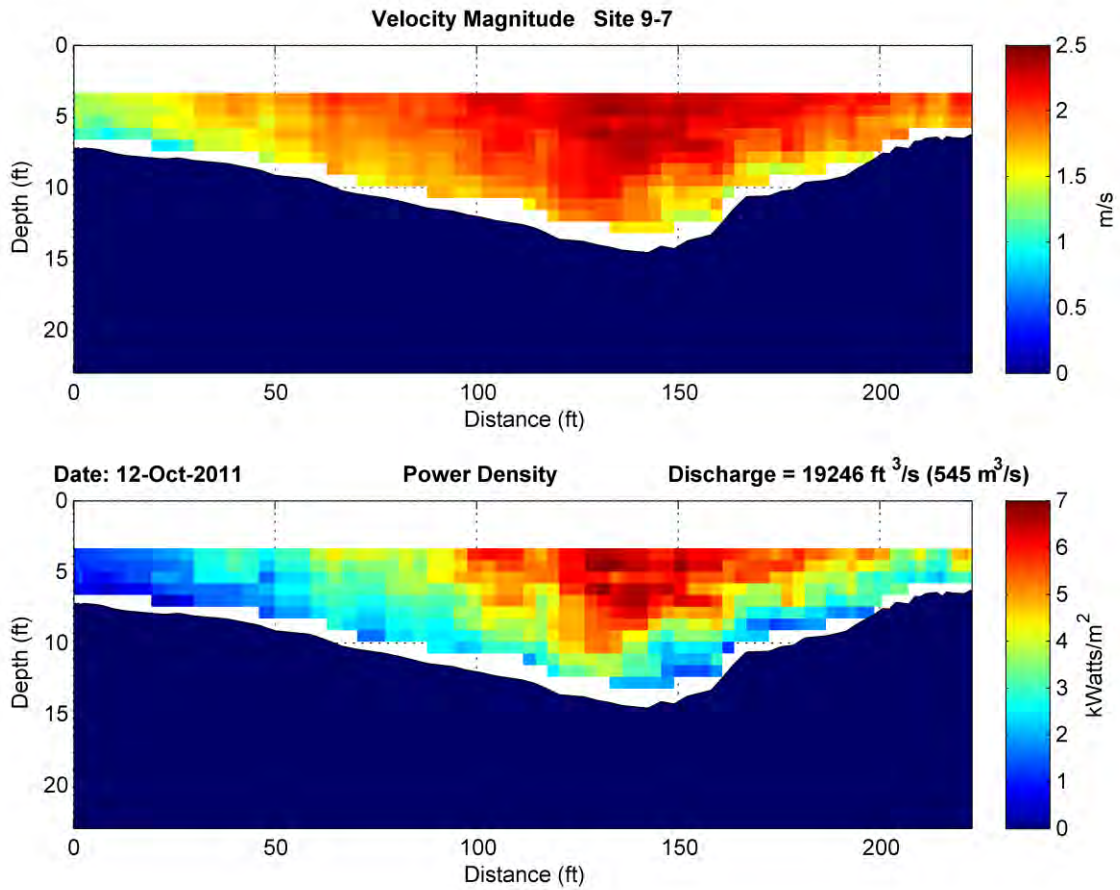 Velocity Magnitude Site 9-7
0
5
10
15
20
Depth (ft)
0 50 100 150 200
Distance (ft)
2.5
2
1.5
1
0.5
0
m/s
Date: 12-Oct-2011 Power Density Discharge = 19246 ft ³/s (545 m³/s)
0
5
10
15
20
Depth (ft)
0 50 100 150 200
Distance (ft)
7
6
5
4
3
2
1
0
kWatts/m²